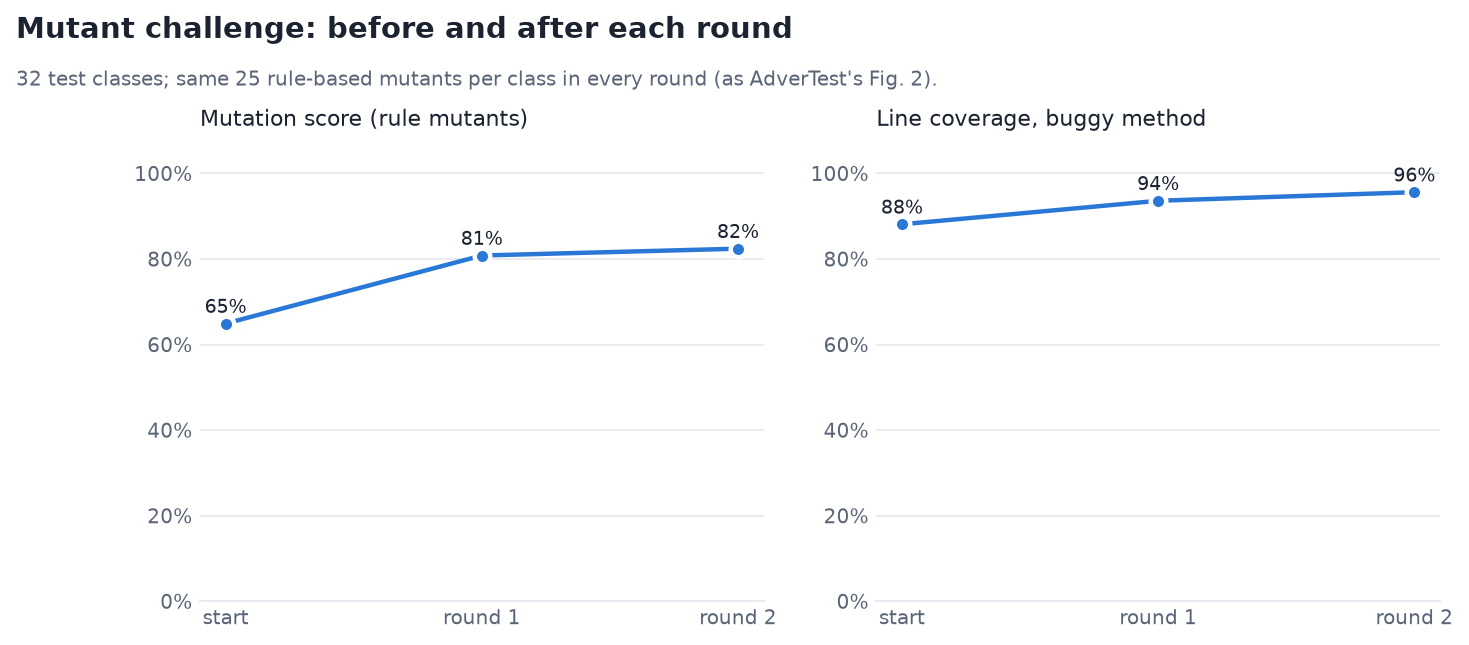 Mutant challenge: before and after each round
32 test classes; same 25 rule-based mutants per class in every round (as AdverTest's Fig. 2).
Mutation score (rule mutants)
100%
80%
60%
40%
20%
0%
65%
81%
82%
start
round 1
round 2
Line coverage, buggy method
100%
80%
60%
40%
20%
0%
88%
94%
96%
start
round 1
round 2